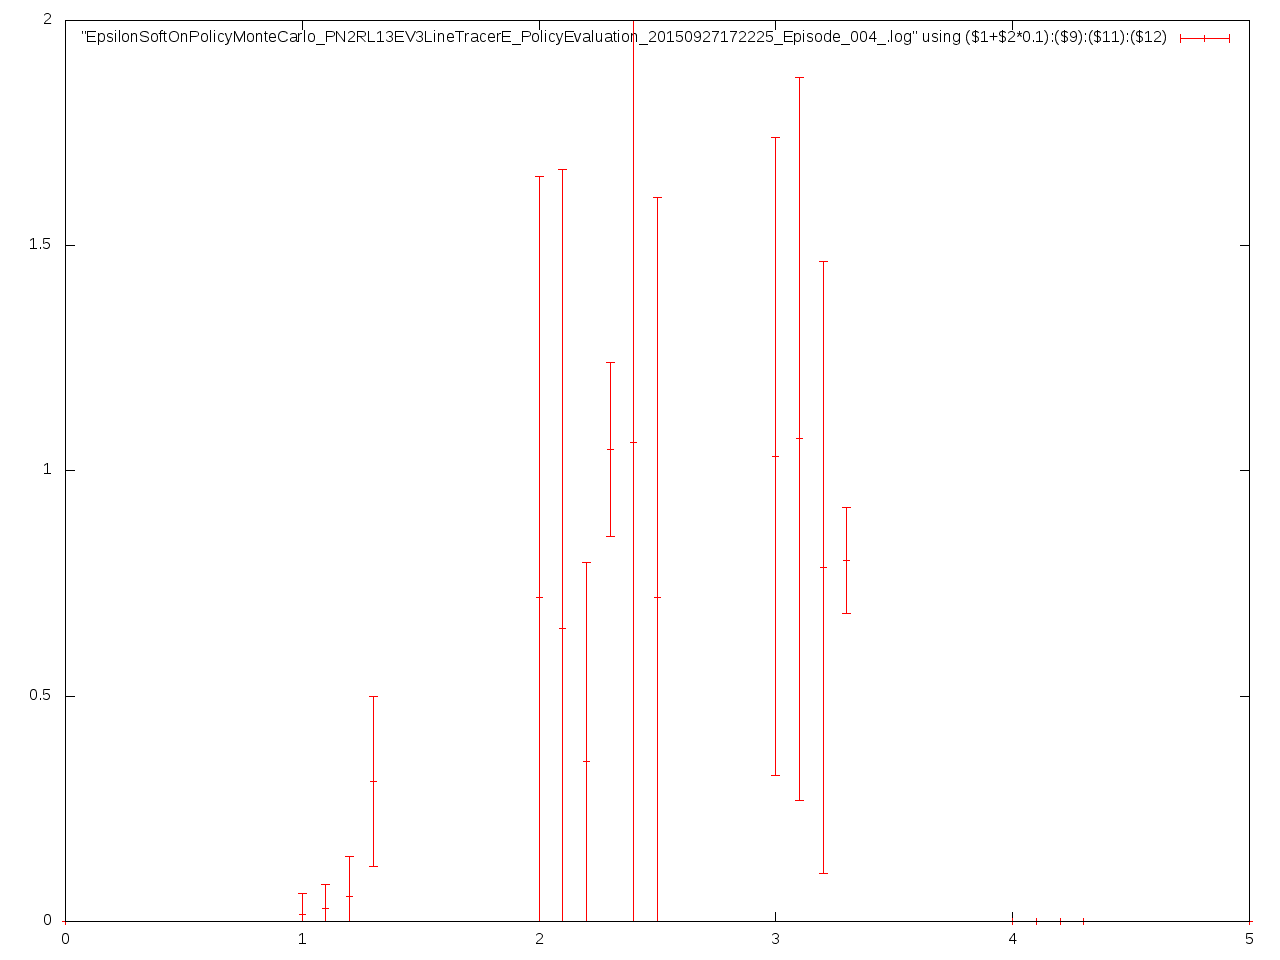 2
"EpsilonSoftOnPolicyMonteCarlo_PN2RL13EV3LineTracerE_PolicyEvaluation_20150927172225_Episode_004_.log" using ($1+$2*0.1):($9):($11):($12)
1.5
1
0.5
0
0 1 2 3 4 5